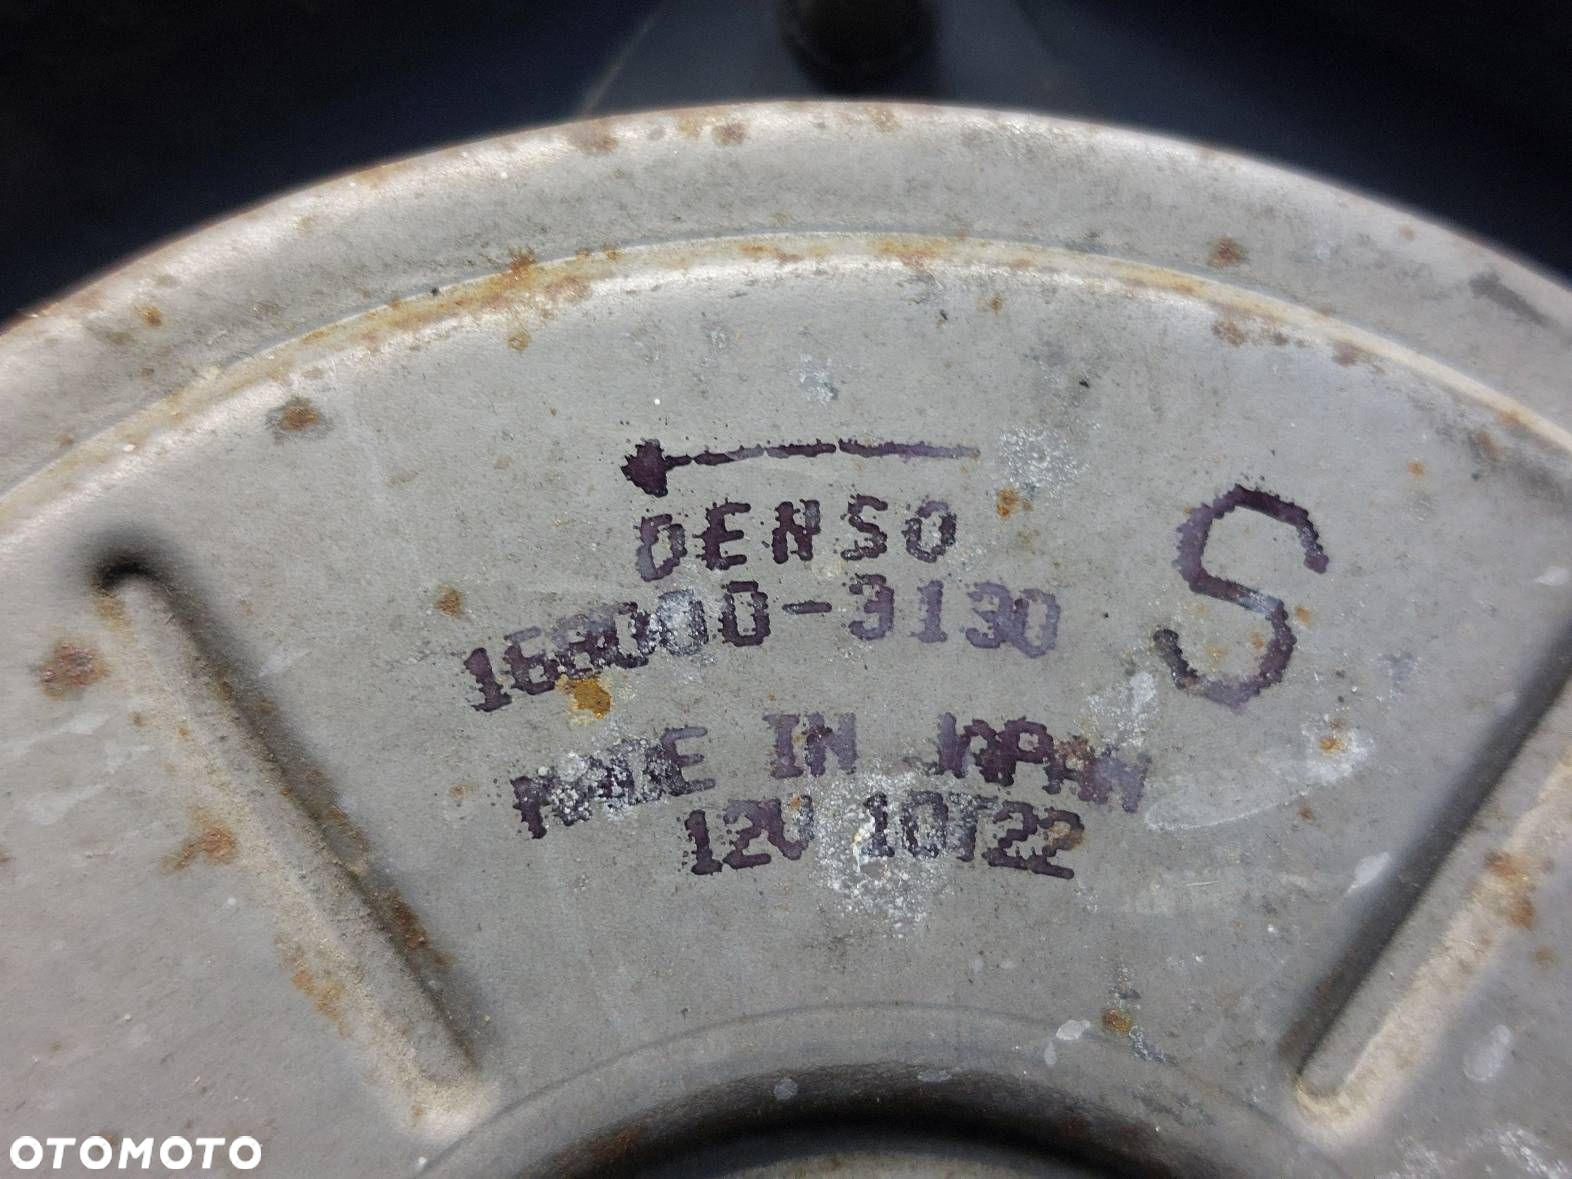 DENSO
168000-3130
S
MADE IN JAPAN
12V 10T22
OTOMOTO